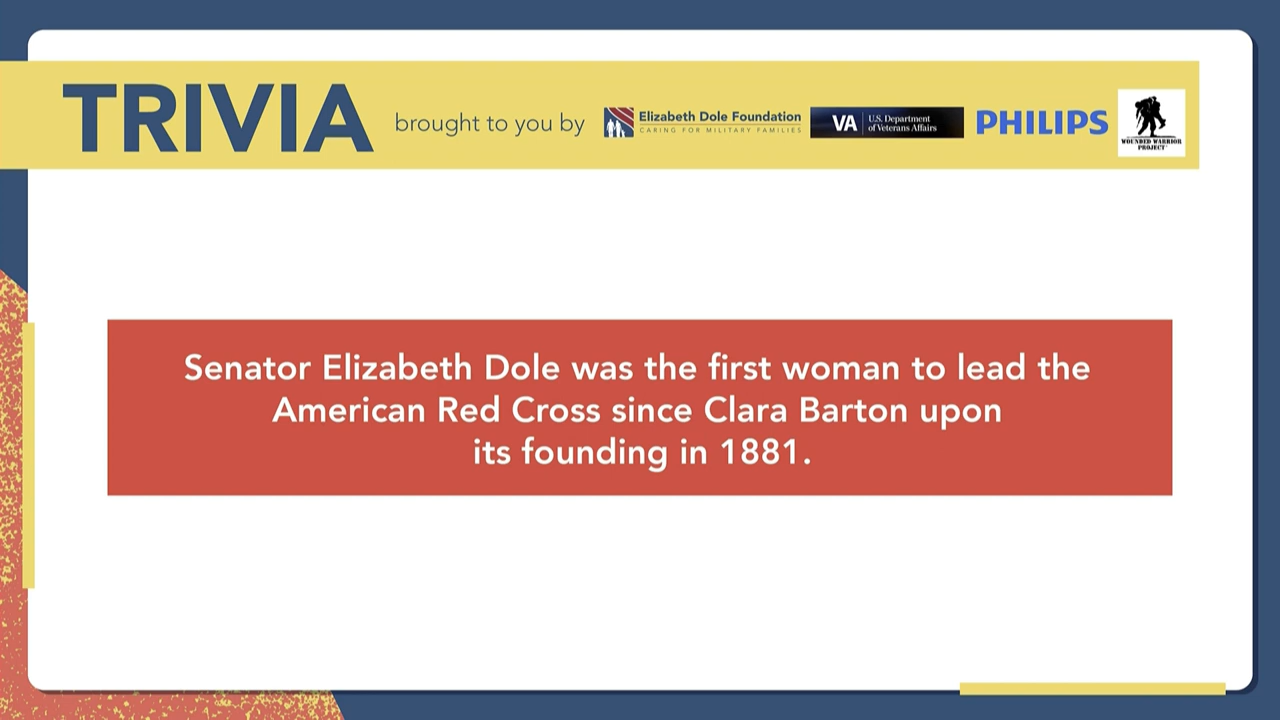 TRIVIA brought to you by Elizabeth Dole Foundation
CARING FOR MILITARY FAMILIES
VA U.S. Department
of Veterans Affairs
PHILIPS
WOUNDED WARRIOR
PROJECT
Senator Elizabeth Dole was the first woman to lead the
American Red Cross since Clara Barton upon
its founding in 1881.